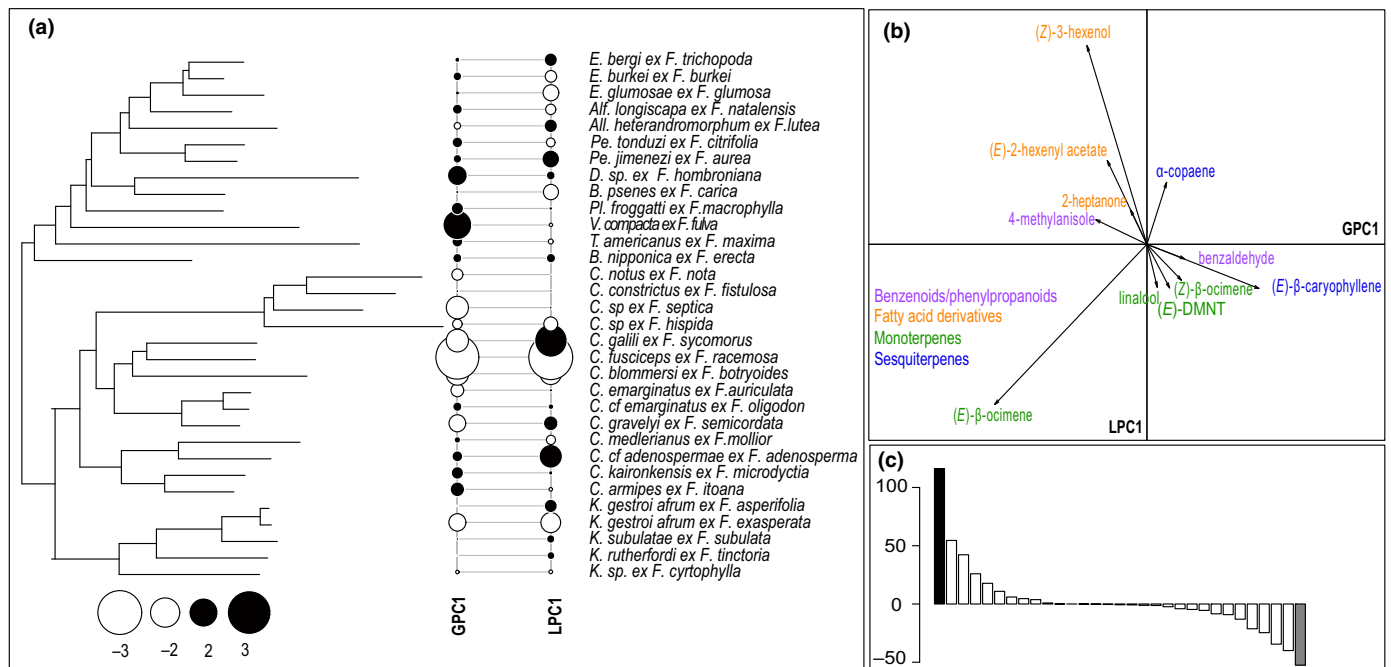 (a)
E. bergi ex F. trichopoda
E. burkei ex F. burkei
E. glumosae ex F. glumosa
Alf. longiscapa ex F. natalensis
All. heterandromorphum ex F.lutea
Pe. tonduzi ex F. citrifolia
Pe. jimenezi ex F. aurea
D. sp. ex F. hombroniana
B. psenes ex F. carica
Pl. froggatti ex F.macrophylla
V. compacta ex F. fulva
T. americanus ex F. maxima
B. nipponica ex F. erecta
C. notus ex F. nota
C. constrictus ex F. fistulosa
C. sp ex F. septica
C. sp ex F. hispida
C. galili ex F. sycomorus
C. fusciceps ex F. racemosa
C. blommersi ex F. botryoides
C. emarginatus ex F.auriculata
C. cf emarginatus ex F. oligodon
C. gravelyi ex F. semicordata
C. medlerianus ex F.mollior
C. cf adenospermae ex F. adenosperma
C. kaironkensis ex F. microdyctia
C. armipes ex F. itoana
K. gestroi afrum ex F. asperifolia
K. gestroi afrum ex F. exasperata
K. subulatae ex F. subulata
K. rutherfordi ex F. tinctoria
K. sp. ex F. cyrtophylla
GPC1
LPC1
–3
–2
2
3
(b)
(Z)-3-hexenol
(E)-2-hexenyl acetate
α-copaene
2-heptanone
4-methylanisole
GPC1
benzaldehyde
(E)-β-caryophyllene
(Z)-β-ocimene
linalool
(E)-DMNT
Benzenoids/phenylpropanoids
Fatty acid derivatives
Monoterpenes
Sesquiterpenes
(E)-β-ocimene
LPC1
(c)
100
50
0
–50